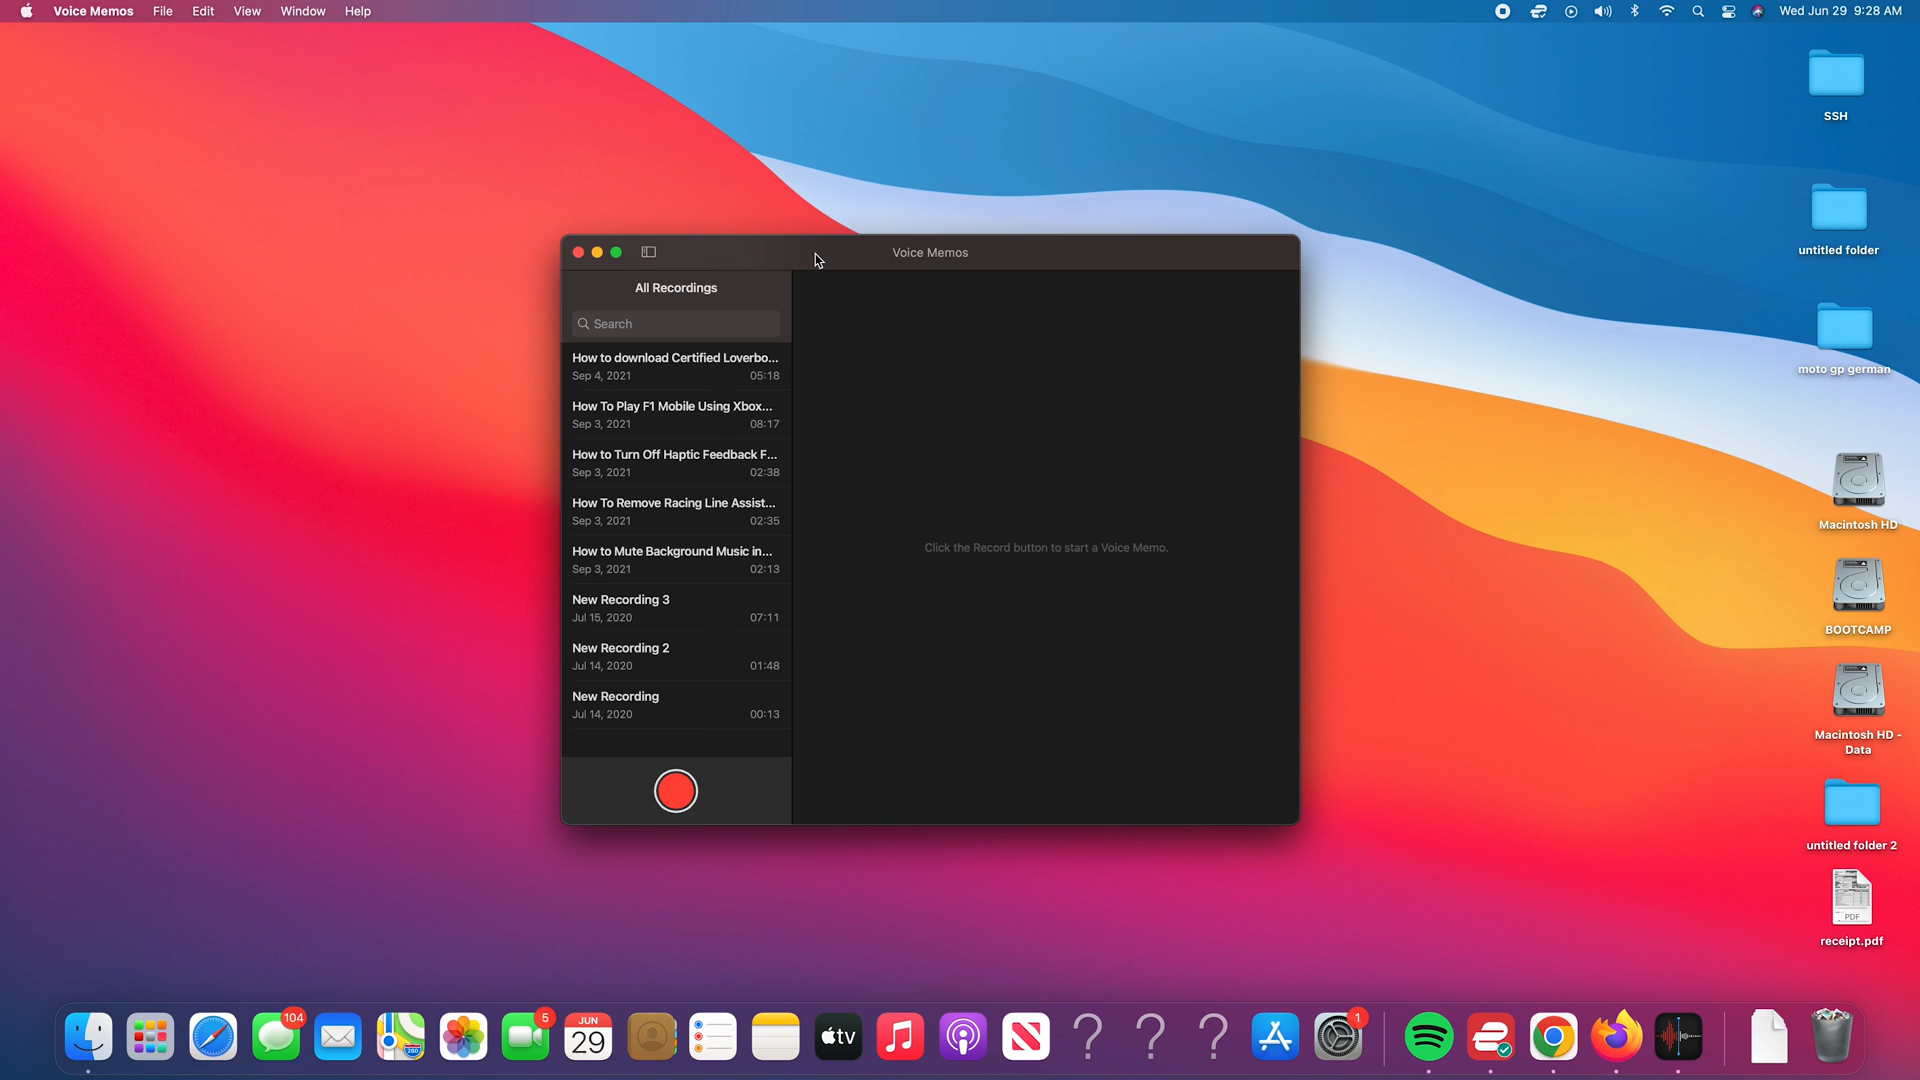 Voice Memos File Edit View Window Help
Wed Jun 29 9:28 AM
SSH
untitled folder
moto gp german
Macintosh HD
BOOTCAMP
Macintosh HD -
Data
untitled folder 2
PDF
receipt.pdf
Voice Memos
All Recordings
Search
How to download Certified Loverbo...
Sep 4, 2021 05:18
How To Play F1 Mobile Using Xbox...
Sep 3, 2021 08:17
How to Turn Off Haptic Feedback F...
Sep 3, 2021 02:38
How To Remove Racing Line Assist...
Sep 3, 2021 02:35
How to Mute Background Music in...
Sep 3, 2021 02:13
New Recording 3
Jul 15, 2020 07:11
New Recording 2
Jul 14, 2020 01:48
New Recording
Jul 14, 2020 00:13
Click the Record button to start a Voice Memo.
104
280
5
JUN
29
tv
? ? ?
1